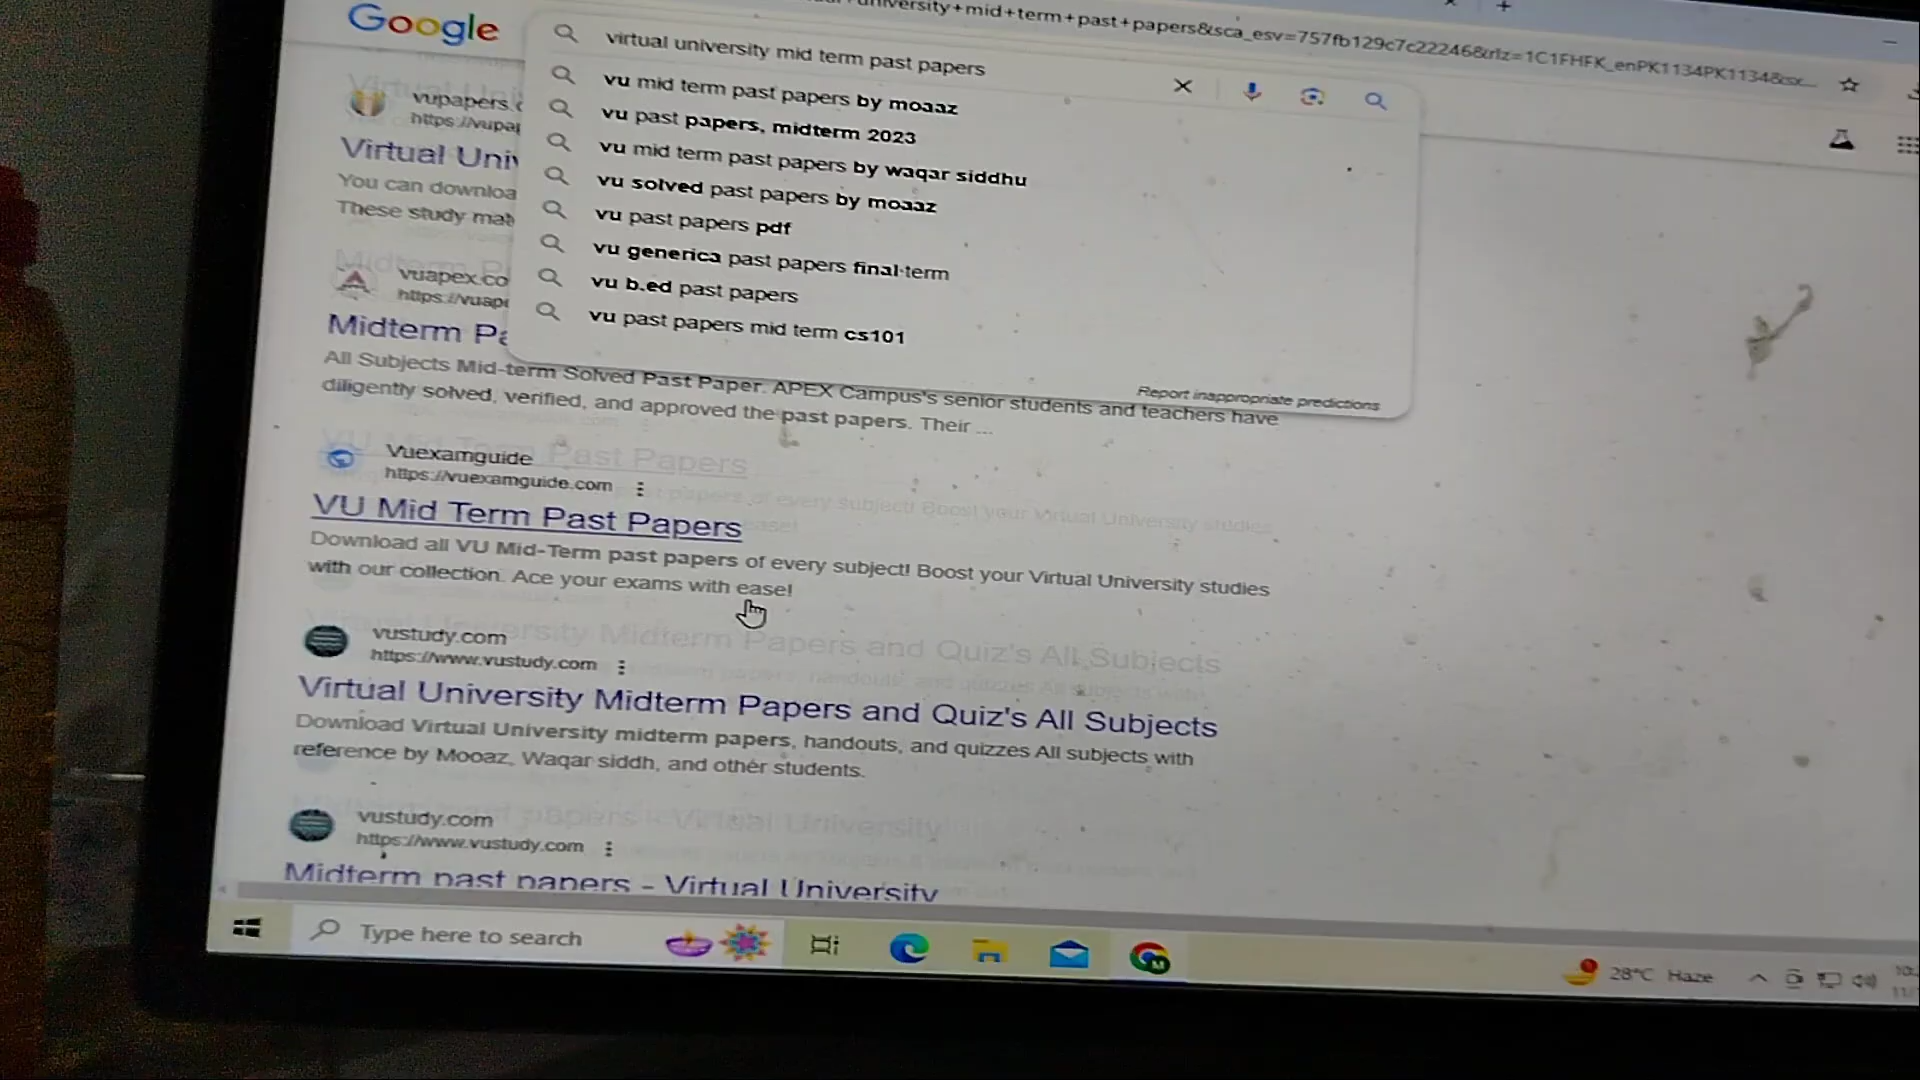 university+mid+term+past+papers&sca_esv=757fb129c7c22246&rlz=1C1FHFK_enPK1134PK1134&sx...
Google
virtual university mid term past papers
vu mid term past papers by moaaz
vu past papers, midterm 2023
vu mid term past papers by waqar siddhu
vu solved past papers by moaaz
vu past papers pdf
vu generica past papers final term
vu b.ed past papers
vu past papers mid term cs101
Report inappropriate predictions
vupapers.c
https://vupap
Virtual Univ
You can downloa
These study mat
vuapex.co
https://vuape
Midterm Pa
All Subjects Mid-term Solved Past Paper. APEX Campus's senior students and teachers have
diligently solved, verified, and approved the past papers. Their ...
Vuexamguide
https://vuexamguide.com
VU Mid Term Past Papers
Download all VU Mid-Term past papers of every subject! Boost your Virtual University studies
with our collection. Ace your exams with ease!
vustudy.com
https://www.vustudy.com
Virtual University Midterm Papers and Quiz's All Subjects
Download Virtual University midterm papers, handouts, and quizzes All subjects with
reference by Mooaz, Waqar siddh, and other students.
vustudy.com
https://www.vustudy.com
Midterm past papers - Virtual University
Type here to search
28°C Haze